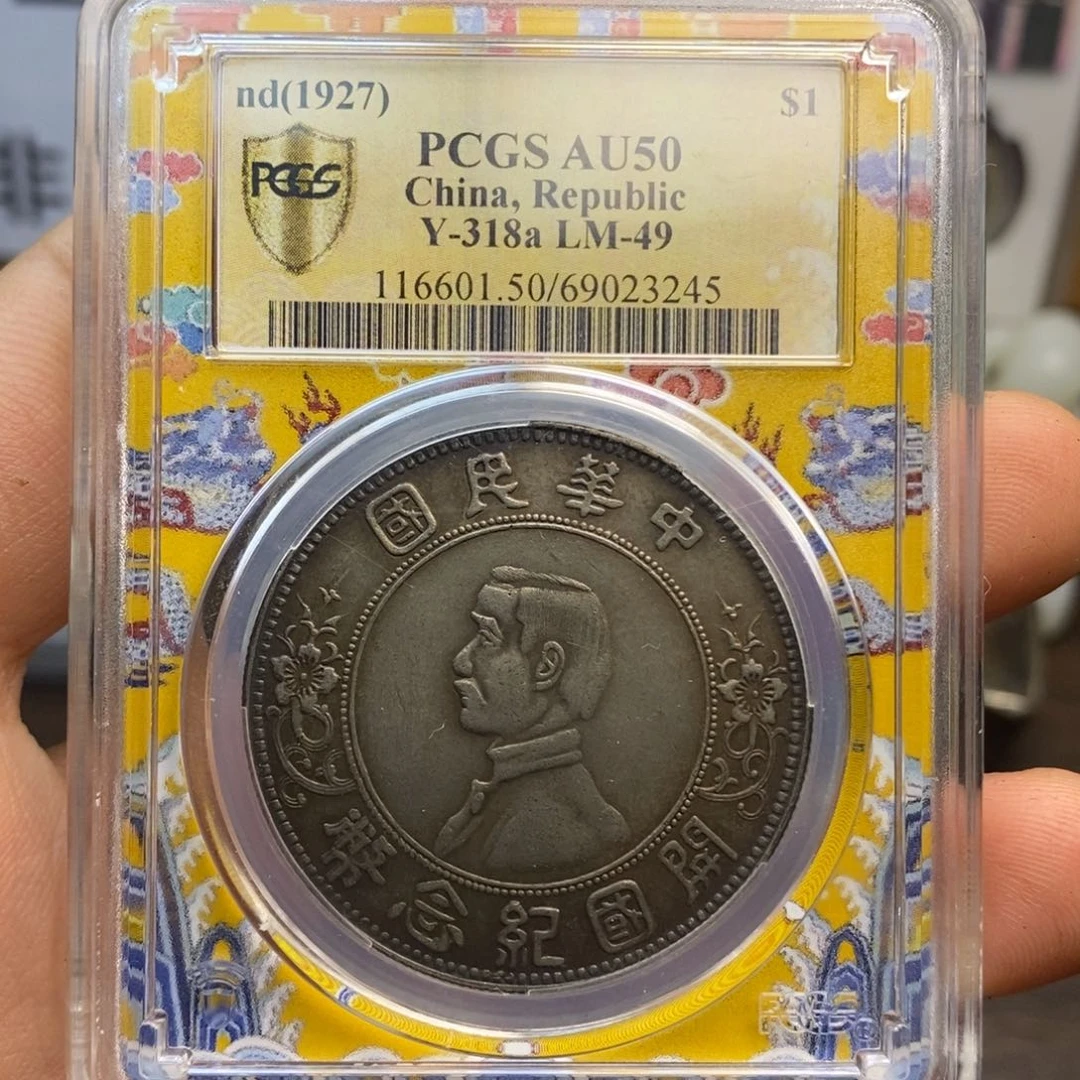 nd(1927) $1
PCGS
PCGS AU50
China, Republic
Y-318a LM-49
116601.50/69023245
中華民國
開國紀念幣